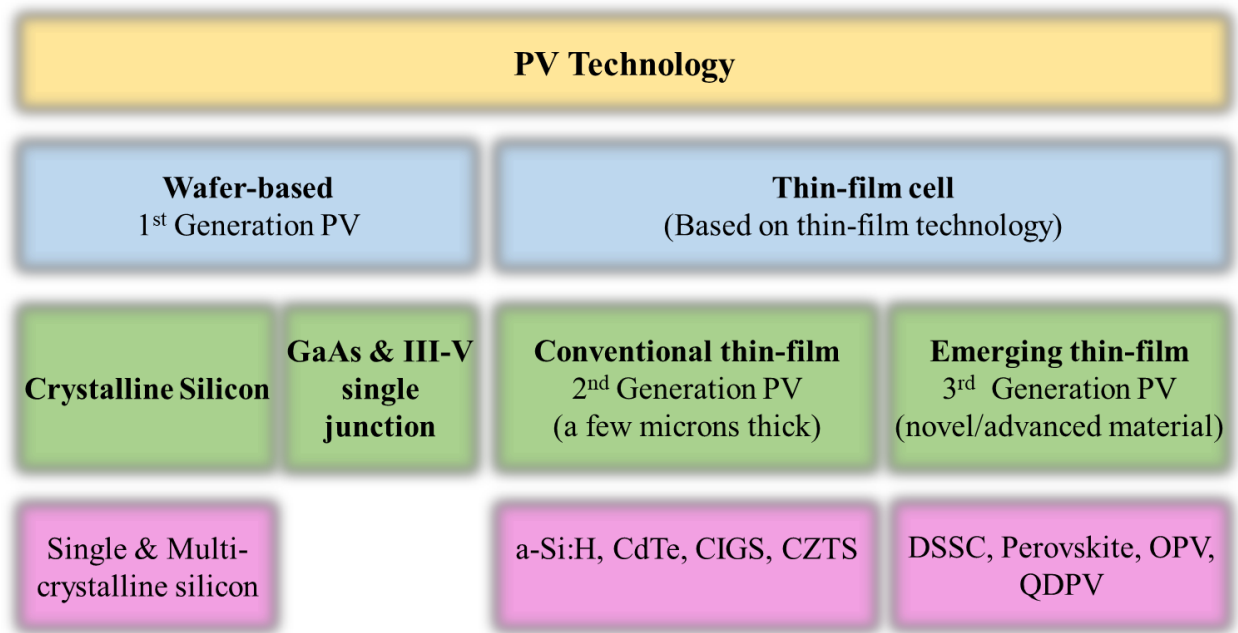 PV Technology
Wafer-based
1st Generation PV
Thin-film cell
(Based on thin-film technology)
Crystalline Silicon
GaAs & III-V
single
junction
Conventional thin-film
2nd Generation PV
(a few microns thick)
Emerging thin-film
3rd Generation PV
(novel/advanced material)
Single & Multi-
crystalline silicon
a-Si:H, CdTe, CIGS, CZTS
DSSC, Perovskite, OPV,
QDPV